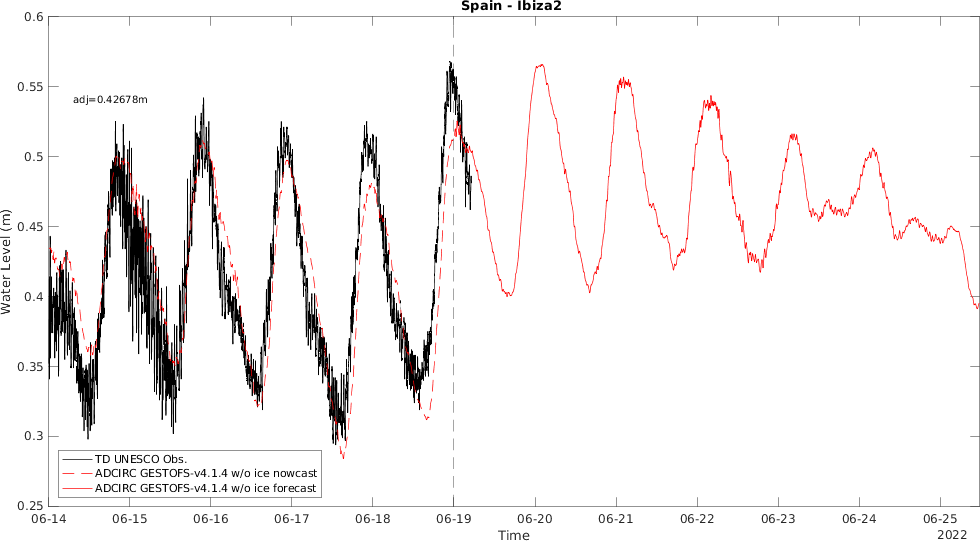 Spain - Ibiza2
0.6
0.55
0.5
0.45
0.4
0.35
0.3
0.25
Water Level (m)
adj=0.42678m
TD UNESCO Obs.
ADCIRC GESTOFS-v4.1.4 w/o ice nowcast
ADCIRC GESTOFS-v4.1.4 w/o ice forecast
06-14 06-15 06-16 06-17 06-18 06-19 06-20 06-21 06-22 06-23 06-24 06-25
Time
2022